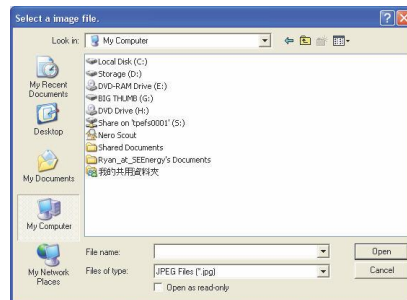 Select a image file.
Look in: My Computer
Local Disk (C:)
Storage (D:)
DVD-RAM Drive (E:)
BIG THUMB (G:)
DVD Drive (H:)
Share on 'tpefs0001' (S:)
Nero Scout
Shared Documents
Ryan_at_SEEnergy's Documents
我的共用資料夾
My Recent
Documents
Desktop
My Documents
My Computer
My Network
Places
File name:
Open
Files of type: JPEG Files (*.jpg)
Cancel
Open as read-only